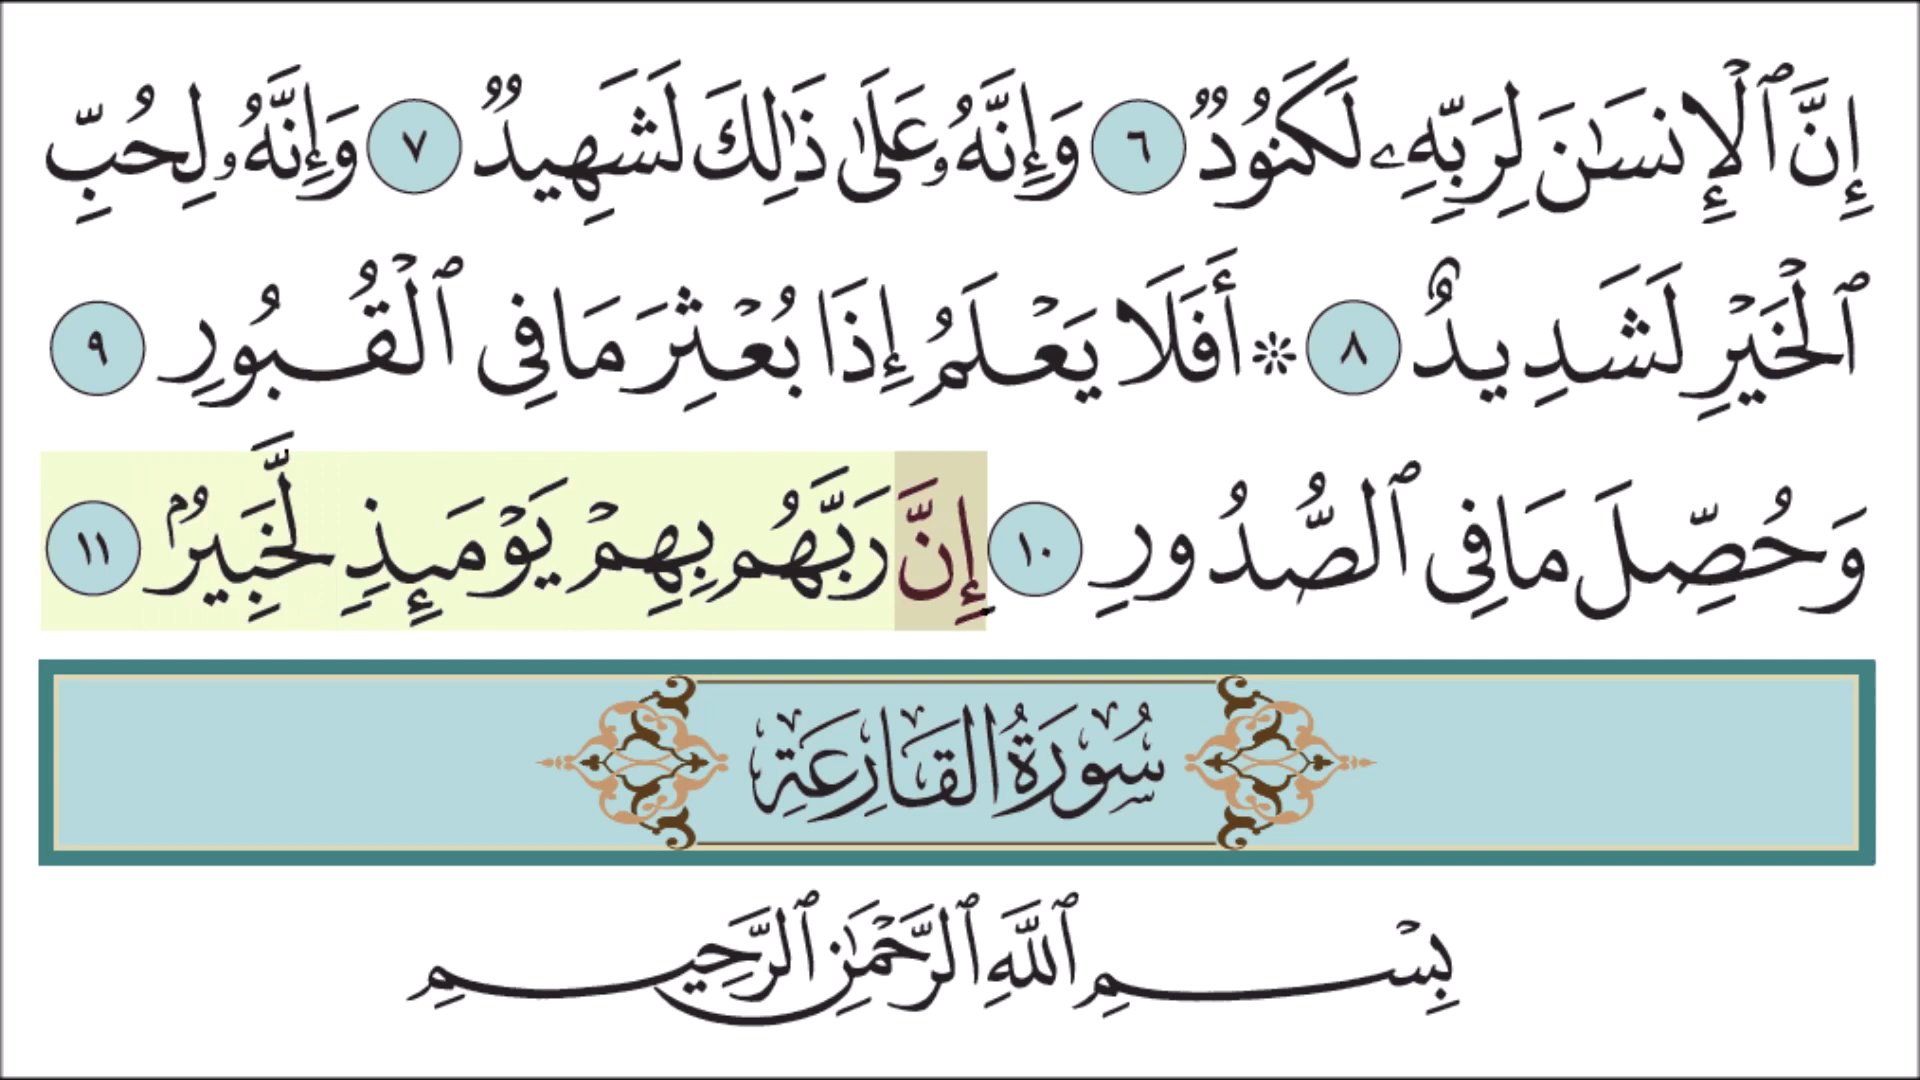 إِنَّ ٱلْإِنسَـٰنَ لِرَبِّهِۦ لَكَنُودٌۭ ٦ وَإِنَّهُۥ عَلَىٰ ذَٰلِكَ لَشَهِيدٌۭ ٧ وَإِنَّهُۥ لِحُبِّ
ٱلْخَيْرِ لَشَدِيدٌ ٨ ۞ أَفَلَا يَعْلَمُ إِذَا بُعْثِرَ مَا فِى ٱلْقُبُورِ ٩
وَحُصِّلَ مَا فِى ٱلصُّدُورِ ١٠ إِنَّ رَبَّهُم بِهِمْ يَوْمَئِذٍۢ لَّخَبِيرٌۢ ١١
سُورَةُ القَارِعَةِ
بِسْمِ ٱللَّهِ ٱلرَّحْمَـٰنِ ٱلرَّحِيمِ